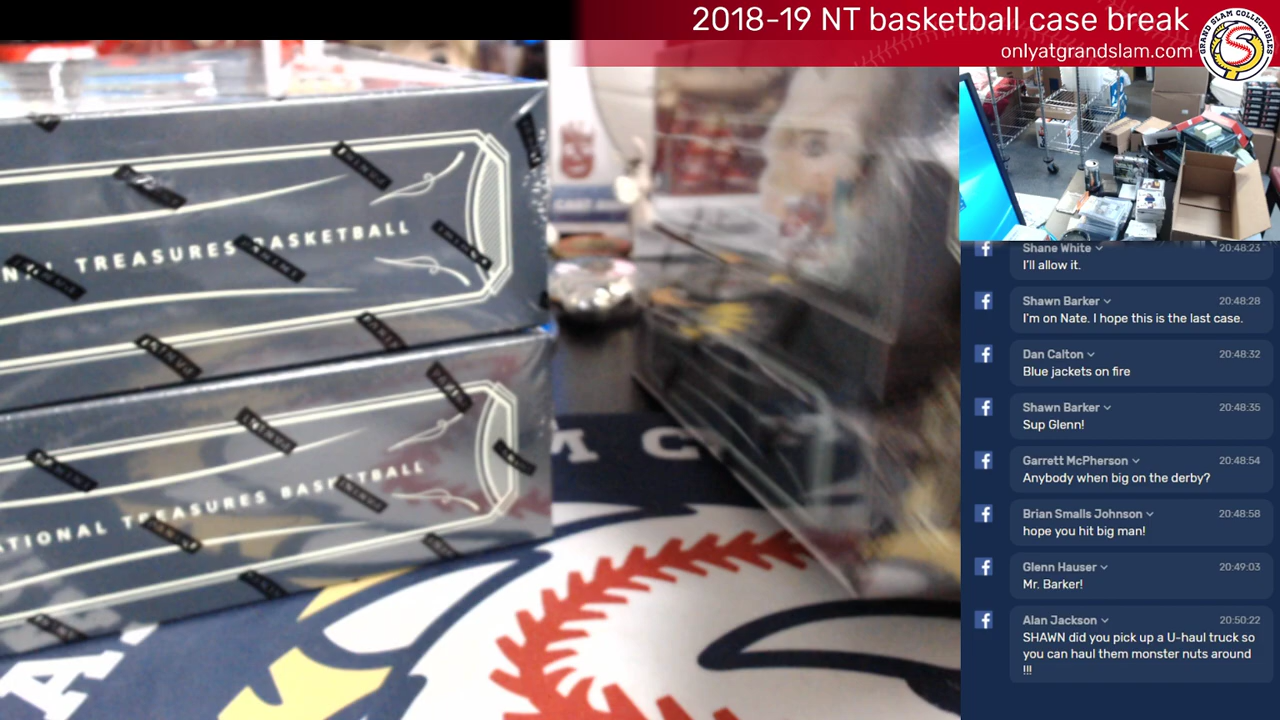 2018-19 NT basketball case break
onlyatgrandslam.com
GRAND SLAM COLLECTIBLES
TREASURES BASKETBALL
TREASURES BASKETBALL
Shane White 20:48:23
I'll allow it.
Shawn Barker 20:48:28
I'm on Nate. I hope this is the last case.
Dan Calton 20:48:32
Blue jackets on fire
Shawn Barker 20:48:35
Sup Glenn!
Garrett McPherson 20:48:54
Anybody when big on the derby?
Brian Smalls Johnson 20:48:58
hope you hit big man!
Glenn Hauser 20:49:03
Mr. Barker!
Alan Jackson 20:50:22
SHAWN did you pick up a U-haul truck so
you can haul them monster nuts around
!!!